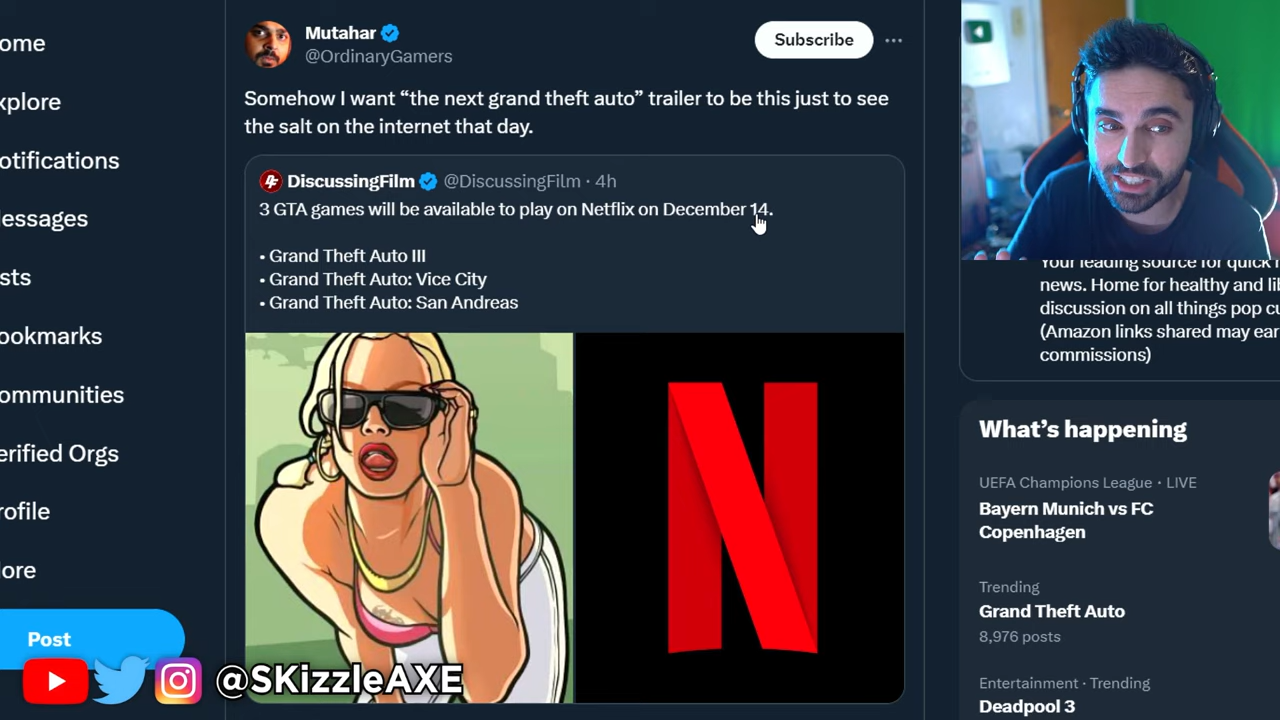 ome
xplore
otifications
essages
sts
ookmarks
ommunities
erified Orgs
rofile
ore
Post
Mutahar
@OrdinaryGamers
Subscribe
Somehow I want “the next grand theft auto” trailer to be this just to see
the salt on the internet that day.
DiscussingFilm @DiscussingFilm · 4h
3 GTA games will be available to play on Netflix on December 14.
• Grand Theft Auto III
• Grand Theft Auto: Vice City
• Grand Theft Auto: San Andreas
N
@SKizzleAXE
Your leading source for quick
news. Home for healthy and li
discussion on all things pop cu
(Amazon links shared may ear
commissions)
What’s happening
UEFA Champions League · LIVE
Bayern Munich vs FC
Copenhagen
Trending
Grand Theft Auto
8,976 posts
Entertainment · Trending
Deadpool 3